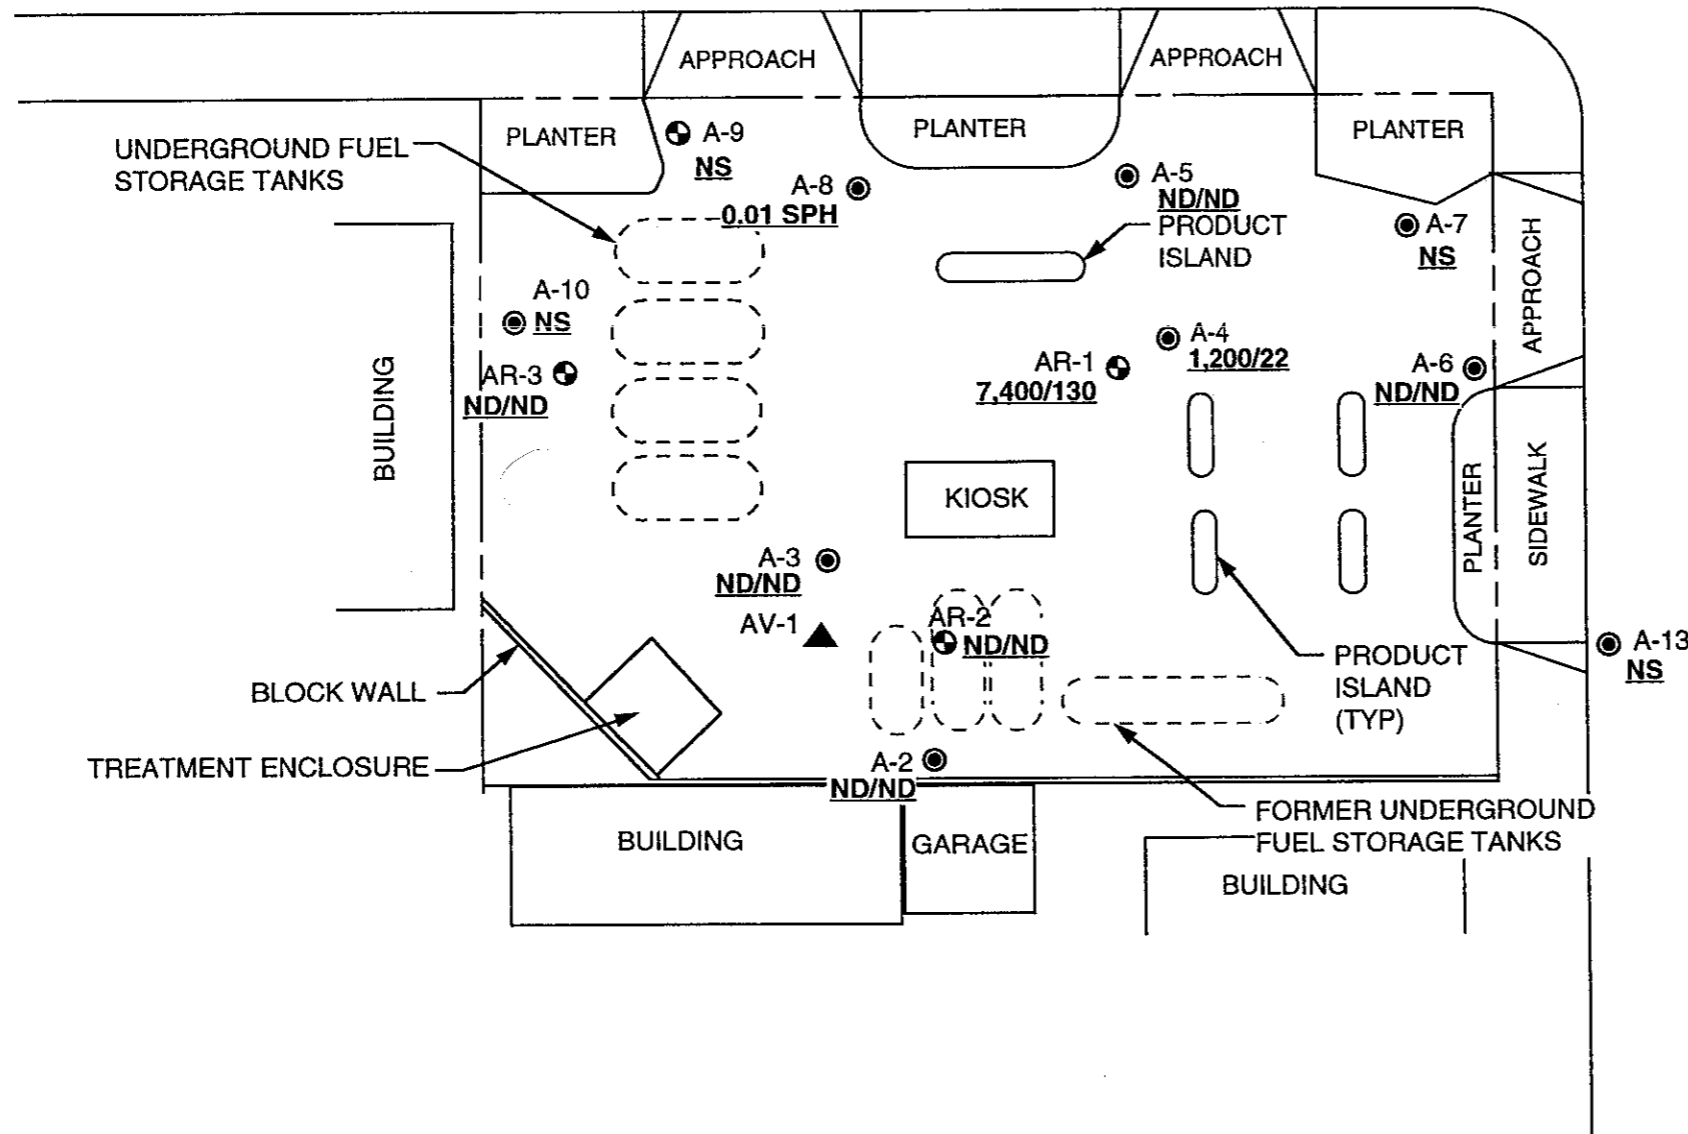 APPROACH
APPROACH
PLANTER
A-9
NS
PLANTER
PLANTER
UNDERGROUND FUEL
STORAGE TANKS
A-8
0.01 SPH
A-5
ND/ND
PRODUCT
ISLAND
A-7
NS
APPROACH
A-10
NS
AR-3
ND/ND
BUILDING
AR-1
7,400/130
A-4
1,200/22
A-6
ND/ND
KIOSK
PLANTER
SIDEWALK
A-3
ND/ND
AV-1
AR-2
ND/ND
A-13
NS
PRODUCT
ISLAND
(TYP)
BLOCK WALL
TREATMENT ENCLOSURE
A-2
ND/ND
FORMER UNDERGROUND
FUEL STORAGE TANKS
BUILDING
GARAGE
BUILDING